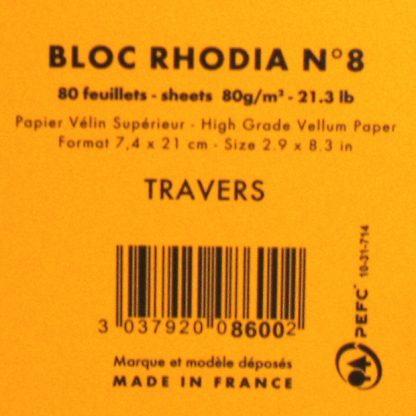 BLOC RHODIA N°8
80 feuillets - sheets 80g/m² - 21.3 lb
Papier Vélin Supérieur - High Grade Vellum Paper
Format 7,4 x 21 cm - Size 2.9 x 8.3 in
TRAVERS
3 037920 086002
PEFC™ 10-31-714
Marque et modèle déposés
MADE IN FRANCE